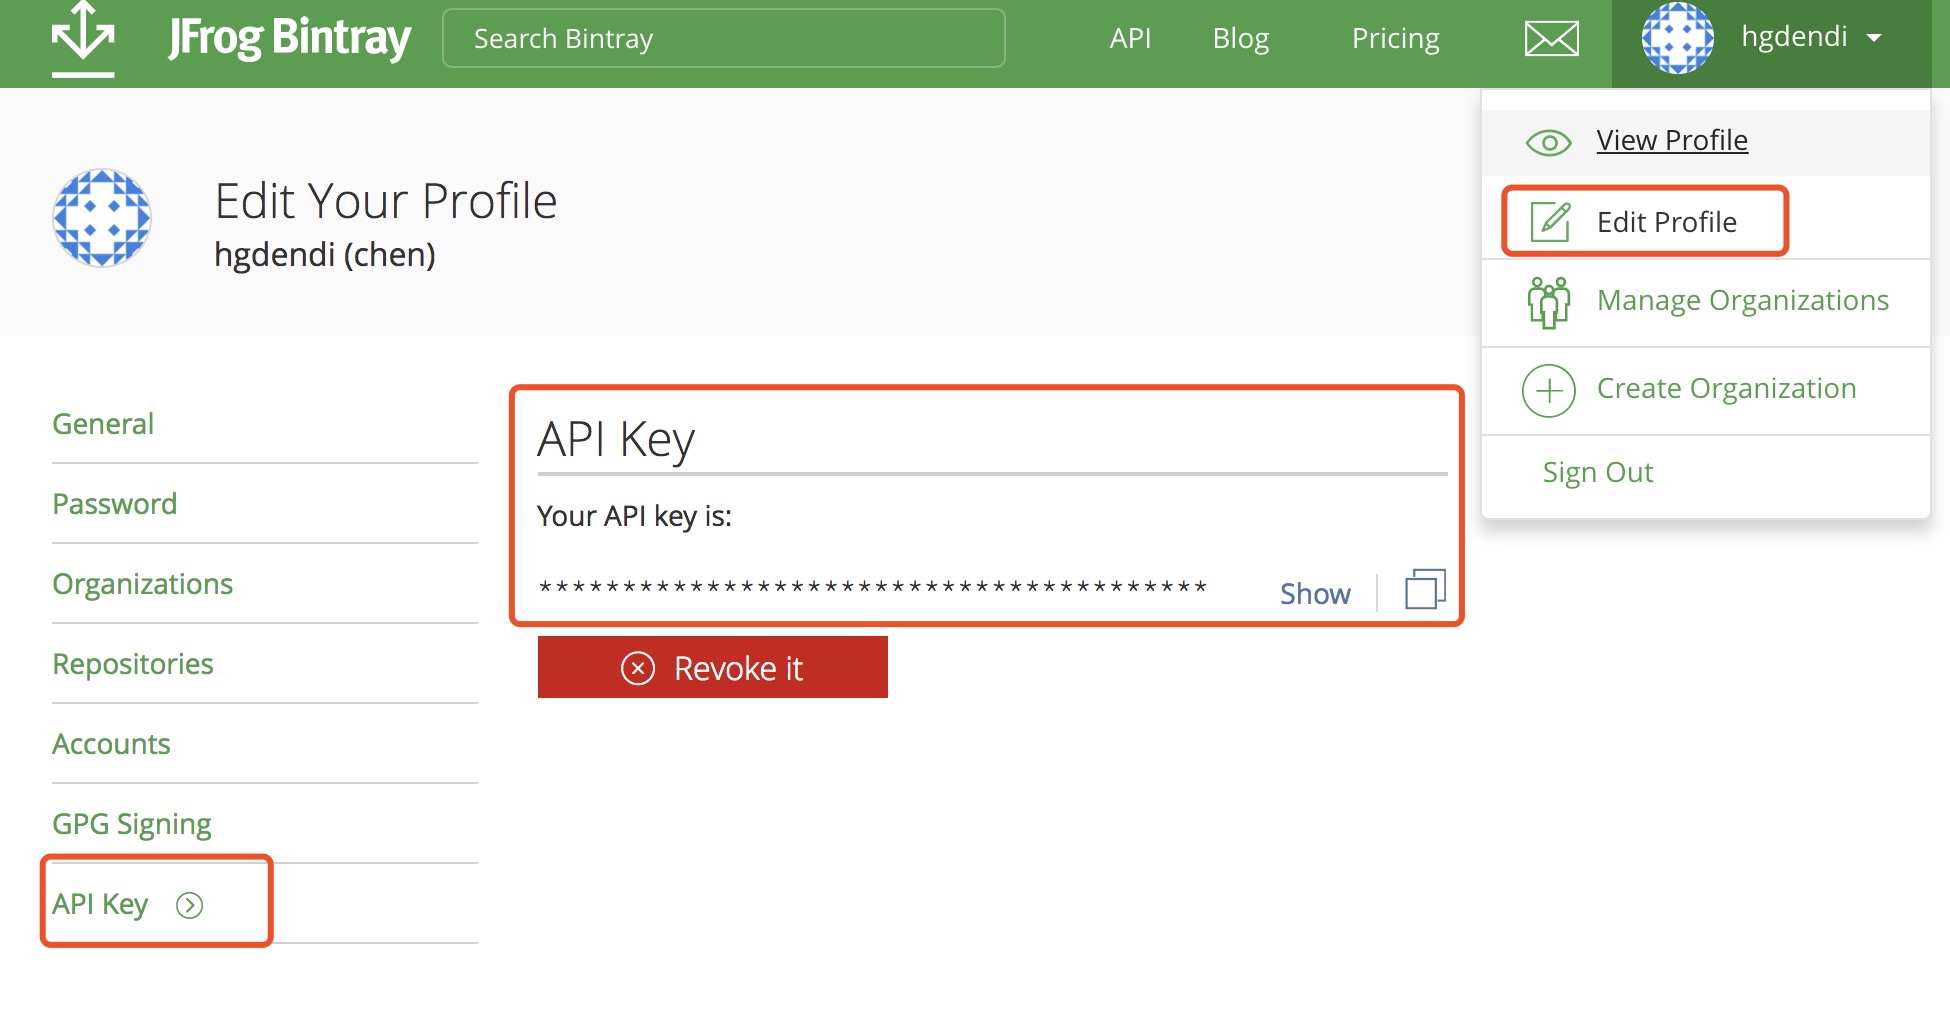 JFrog Bintray
Search Bintray
API
Blog
Pricing
hgdendi
View Profile
Edit Profile
Manage Organizations
Create Organization
Sign Out
Edit Your Profile
hgdendi (chen)
General
Password
Organizations
Repositories
Accounts
GPG Signing
API Key
API Key
Your API key is:
****************************************
Show
Revoke it